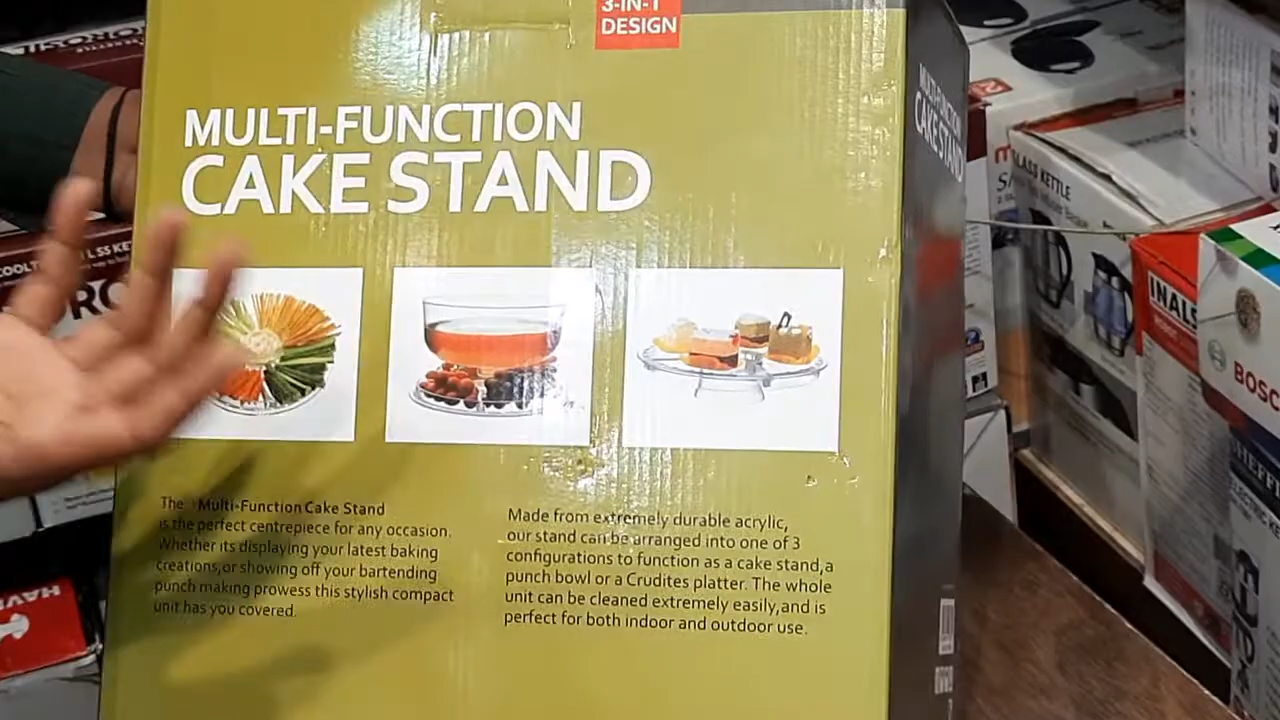 3-IN-1
DESIGN
MULTI-FUNCTION
CAKE STAND
The Multi-Function Cake Stand
is the perfect centrepiece for any occasion.
Whether its displaying your latest baking
creations,or showing off your bartending
punch making prowess this stylish compact
unit has you covered.
Made from extremely durable acrylic,
our stand can be arranged into one of 3
configurations to function as a cake stand,a
punch bowl or a Crudites platter. The whole
unit can be cleaned extremely easily,and is
perfect for both indoor and outdoor use.
MULTI-FUNCTION
CAKE STAND
GLASS KETTLE
INALS
BOSC
HAVE